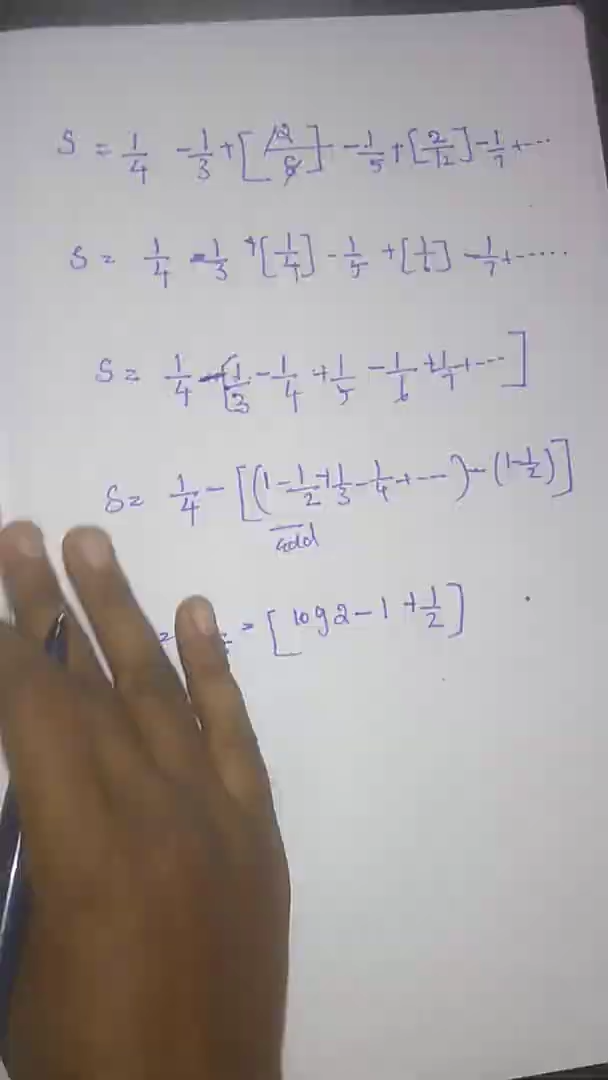 S = 1/4 - 1/3 + [2/8] - 1/5 + [2/12] - 1/7 + ...
S = 1/4 - 1/3 + [1/4] - 1/5 + [1/6] - 1/7 + .....
S = 1/4 - [1/3 - 1/4 + 1/5 - 1/6 + 1/7 + ...]
S = 1/4 - [(1 - 1/2 + 1/3 - 1/4 + ...) - (1 - 1/2)]
add
= [log 2 - 1 + 1/2]